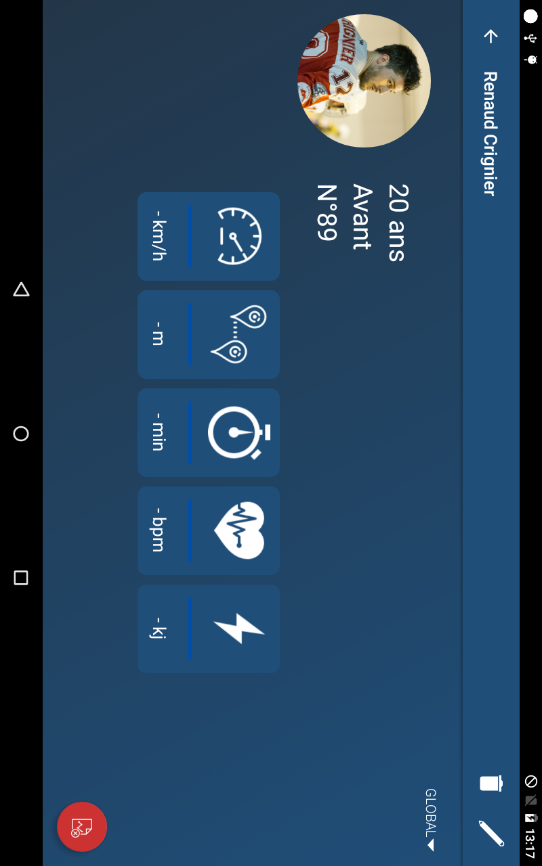 13:17
Renaud Crignier
GLOBAL
20 ans
Avant
N°89
- km/h
- m
- min
- bpm
- kj